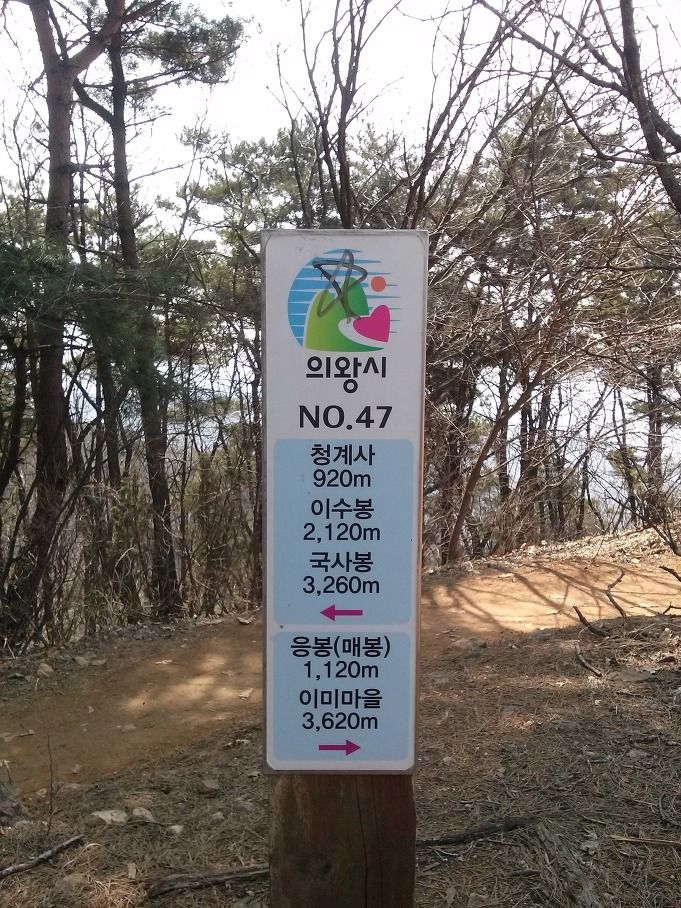 의왕시
NO.47
청계사
920m
이수봉
2,120m
국사봉
3,260m
응봉(매봉)
1,120m
이미마을
3,620m